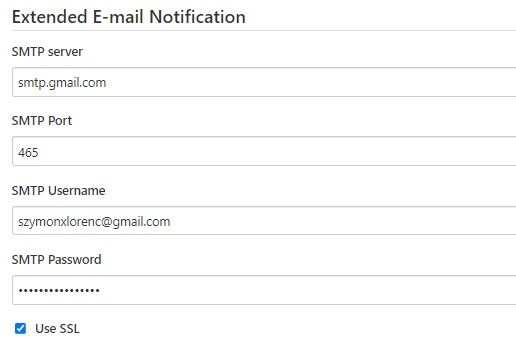 Extended E-mail Notification
SMTP server
smtp.gmail.com
SMTP Port
465
SMTP Username
szymonxlorenc@gmail.com
SMTP Password
••••••••••••••••
Use SSL